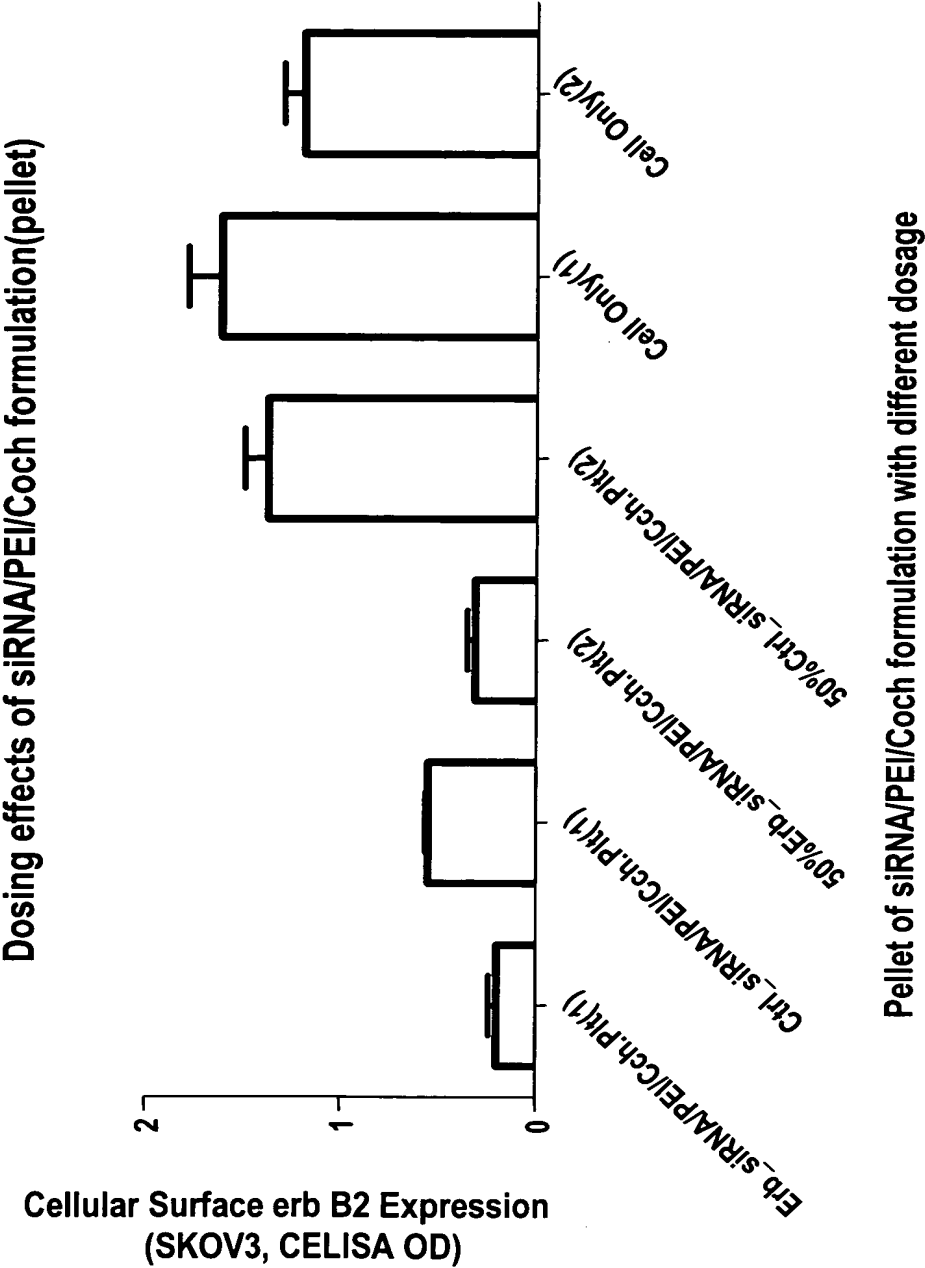 Dosing effects of siRNA/PEI/Coch formulation(pellet)
Cellular Surface erb B2 Expression
(SKOV3, CELISA OD)
2
1
0
Erb_siRNA/PEI/Cch.Plt(1)
Ctrl_siRNA/PEI/Cch.Plt(1)
50%Erb_siRNA/PEI/Cch.Plt(2)
50%Ctrl_siRNA/PEI/Cch.Plt(2)
Cell Only(1)
Cell Only(2)
Pellet of siRNA/PEI/Coch formulation with different dosage